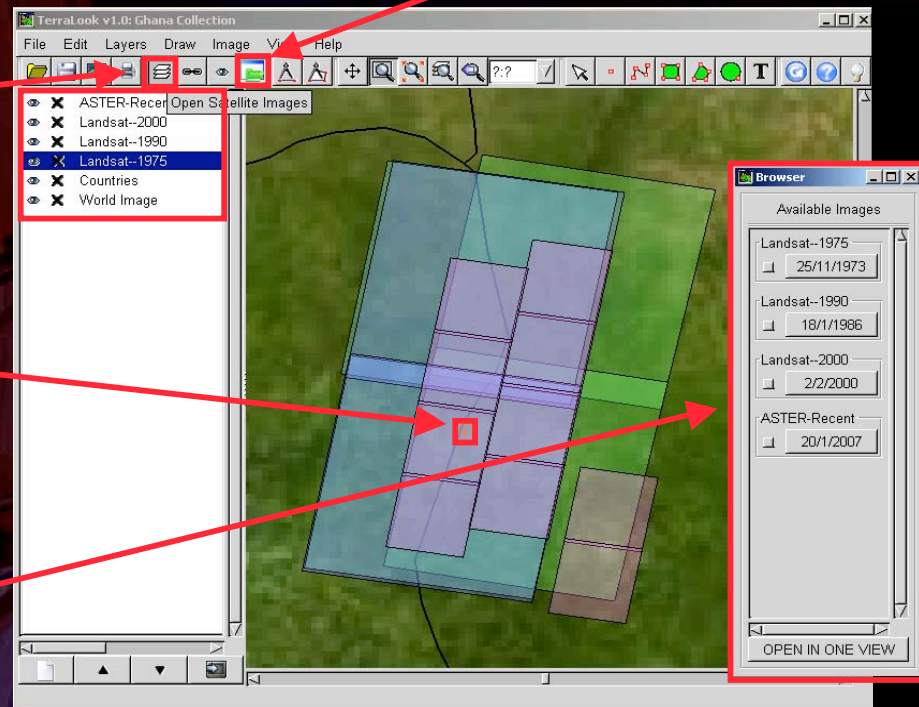 TerraLook v1.0: Ghana Collection
File Edit Layers Draw Image Help
?:?
T
G
?
Open Satellite Images
Landsat--2000
Landsat--1990
Landsat--1975
Countries
World Image
Browser
Available Images
Landsat--1975
25/11/1973
Landsat--1990
18/1/1986
Landsat--2000
2/2/2000
ASTER-Recent
20/1/2007
OPEN IN ONE VIEW